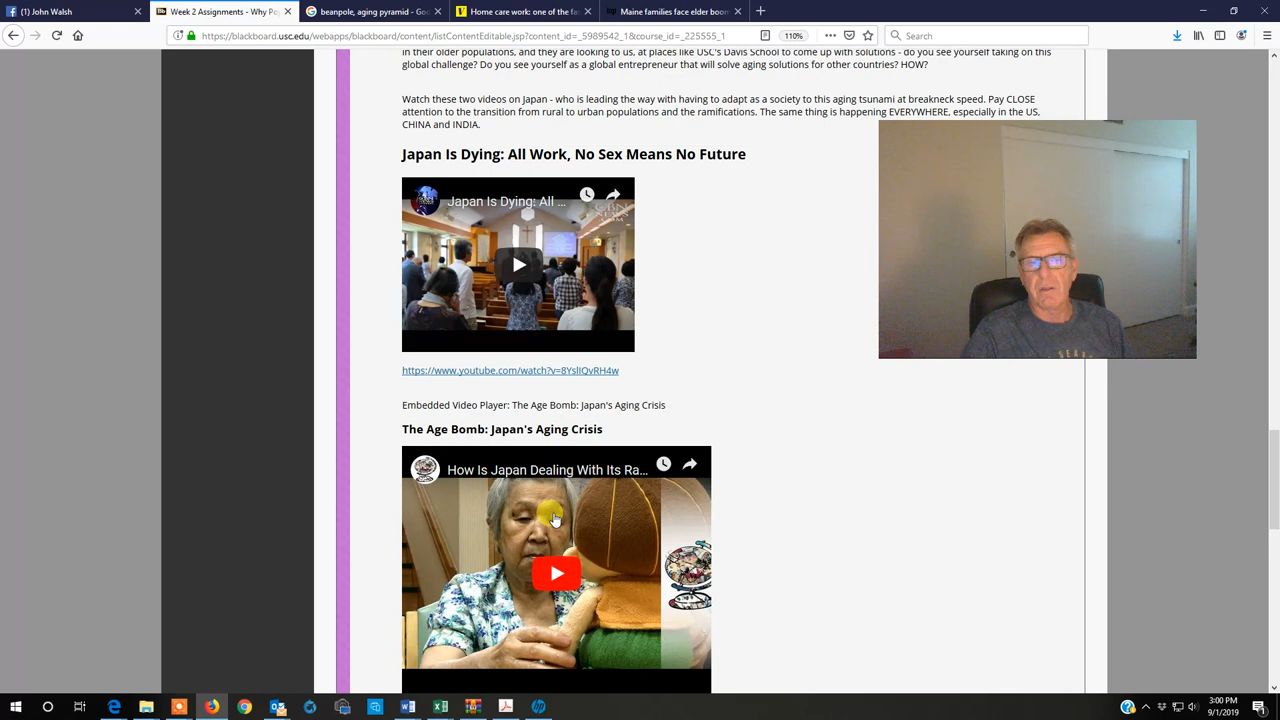 (1) John Walsh
Week 2 Assignments - Why Po
beanpole, aging pyramid - Goo
Home care work: one of the fa
Maine families face elder boom
https://blackboard.usc.edu/webapps/blackboard/content/listContentEditable.jsp?content_id=_5989542_1&course_id=_225555_1
110%
Search
in their older populations, and they are looking to us, at places like USC's Davis School to come up with solutions - do you see yourself taking on this
global challenge? Do you see yourself as a global entrepreneur that will solve aging solutions for other countries? HOW?
Watch these two videos on Japan - who is leading the way with having to adapt as a society to this aging tsunami at breakneck speed. Pay CLOSE
attention to the transition from rural to urban populations and the ramifications. The same thing is happening EVERYWHERE, especially in the US,
CHINA and INDIA.
Japan Is Dying: All Work, No Sex Means No Future
Japan Is Dying: All ...
CBN
NEWS
.COM
https://www.youtube.com/watch?v=8YslIQvRH4w
Embedded Video Player: The Age Bomb: Japan's Aging Crisis
The Age Bomb: Japan's Aging Crisis
How Is Japan Dealing With Its Ra...
3:00 PM
9/1/2019